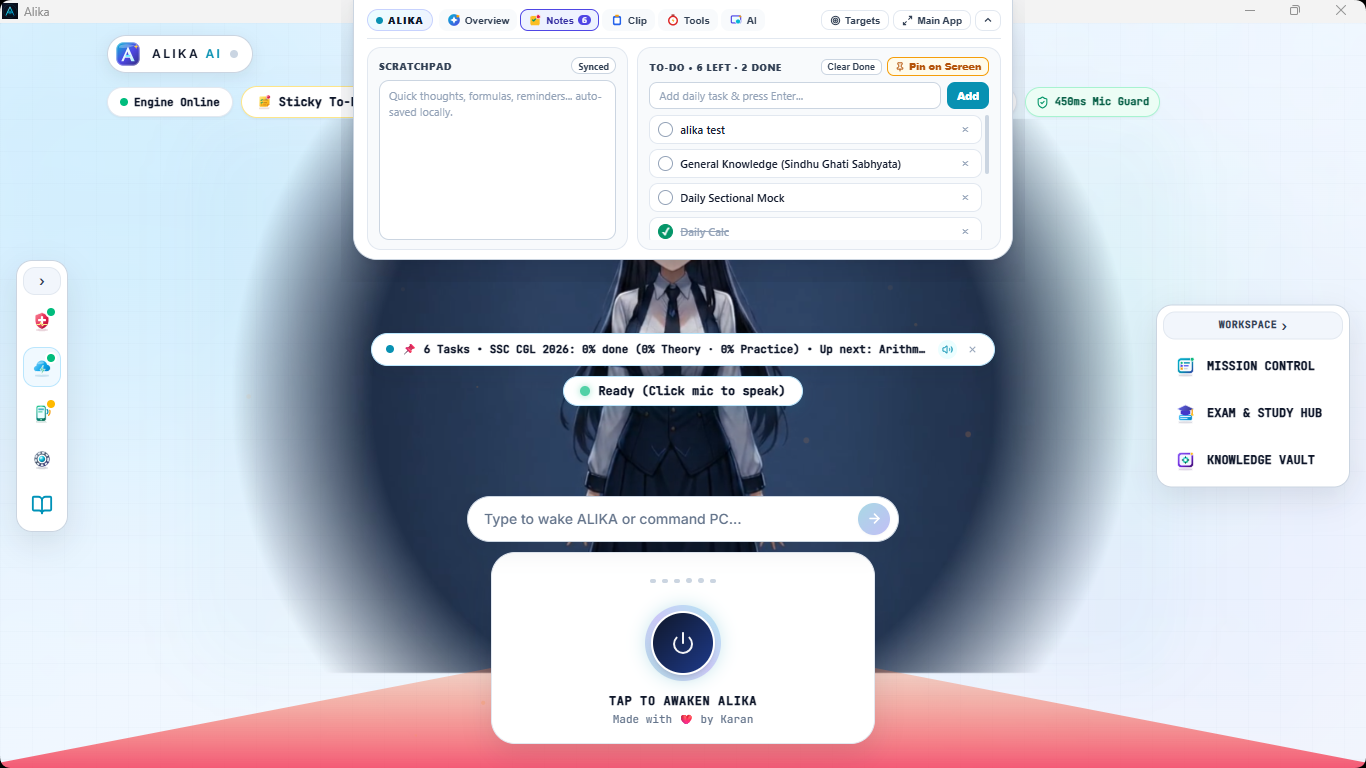 Alika
ALIKA
Overview
Notes 6
Clip
Tools
AI
Targets
Main App
ALIKA AI
Engine Online
Sticky To-
450ms Mic Guard
SCRATCHPAD
Synced
Quick thoughts, formulas, reminders... auto-
saved locally.
TO-DO • 6 LEFT · 2 DONE
Clear Done
Pin on Screen
Add daily task & press Enter...
Add
alika test
General Knowledge (Sindhu Ghati Sabhyata)
Daily Sectional Mock
Daily Calc
6 Tasks • SSC CGL 2026: 0% done (0% Theory · 0% Practice) • Up next: Arithm…
Ready (Click mic to speak)
WORKSPACE
MISSION CONTROL
EXAM & STUDY HUB
KNOWLEDGE VAULT
Type to wake ALIKA or command PC...
TAP TO AWAKEN ALIKA
Made with ❤️ by Karan